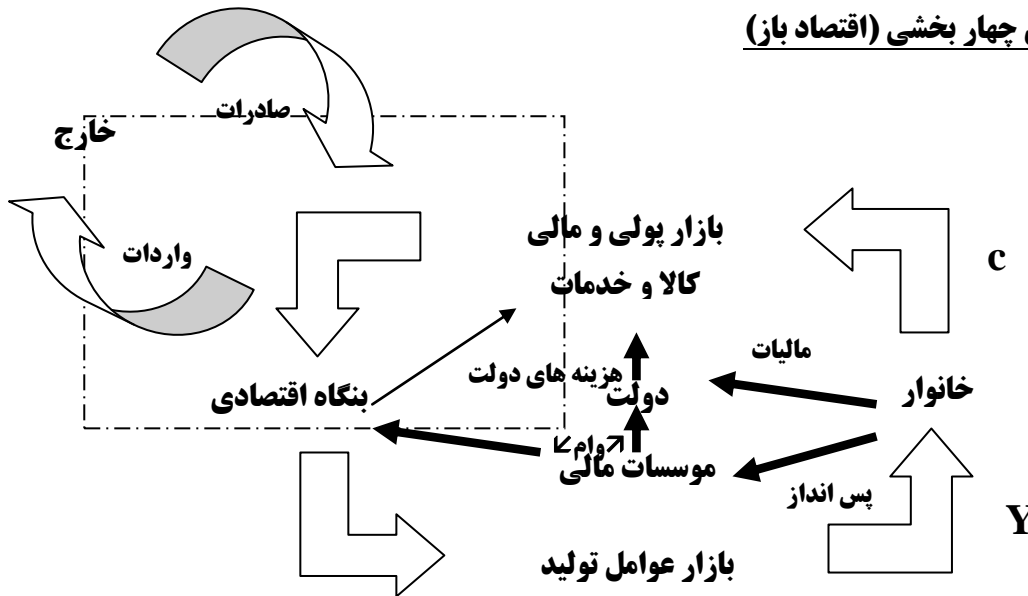 چهار بخشی (اقتصاد باز)
صادرات
خارج
بازار پولی و مالی
کالا و خدمات
واردات
c
مالیات
هزینه های دولت
خانوار
دولت
بنگاه اقتصادی
وام
موسسات مالی
پس انداز
Y
بازار عوامل تولید